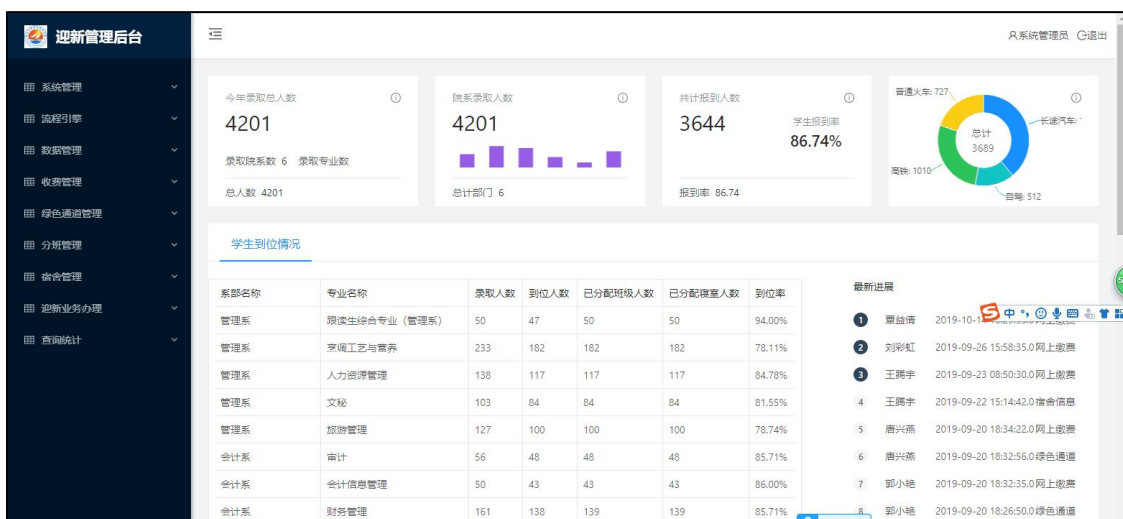 迎新管理后台
系统管理员 退出
系统管理
流程引擎
数据管理
收费管理
绿色通道管理
分班管理
宿舍管理
迎新业务办理
查询统计
今年录取总人数
4201
录取院系数 6 录取专业数
总人数 4201
院系录取人数
4201
总计部门 6
共计报到人数
3644
学生报到率
86.74%
报到率 86.74
普通火车: 727
长途汽车:
总计
3689
高铁: 1010
自驾: 512
学生到位情况
系部名称 专业名称 录取人数 到位人数 已分配班级人数 已分配寝室人数 到位率
管理系 跟读生综合专业（管理系） 50 47 50 50 94.00%
管理系 烹调工艺与营养 233 182 182 182 78.11%
管理系 人力资源管理 138 117 117 117 84.78%
管理系 文秘 103 84 84 84 81.55%
管理系 旅游管理 127 100 100 100 78.74%
会计系 审计 56 48 48 48 85.71%
会计系 会计信息管理 50 43 43 43 86.00%
会计系 财务管理 161 138 139 139 85.71%
最新进展
1 覃益倩 2019-10-1
2 刘彩虹 2019-09-26 15:58:35.0 网上缴费
3 王腾宇 2019-09-23 08:50:30.0 网上缴费
4 王腾宇 2019-09-22 15:14:42.0 宿舍信息
5 唐兴燕 2019-09-20 18:34:22.0 网上缴费
6 唐兴燕 2019-09-20 18:32:56.0 绿色通道
7 郭小艳 2019-09-20 18:32:35.0 网上缴费
8 郭小艳 2019-09-20 18:26:50.0 绿色通道
中